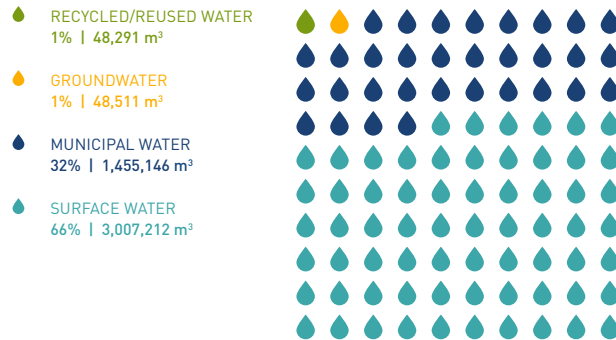 RECYCLED/REUSED WATER
1% | 48,291 m³
GROUNDWATER
1% | 48,511 m³
MUNICIPAL WATER
32% | 1,455,146 m³
SURFACE WATER
66% | 3,007,212 m³